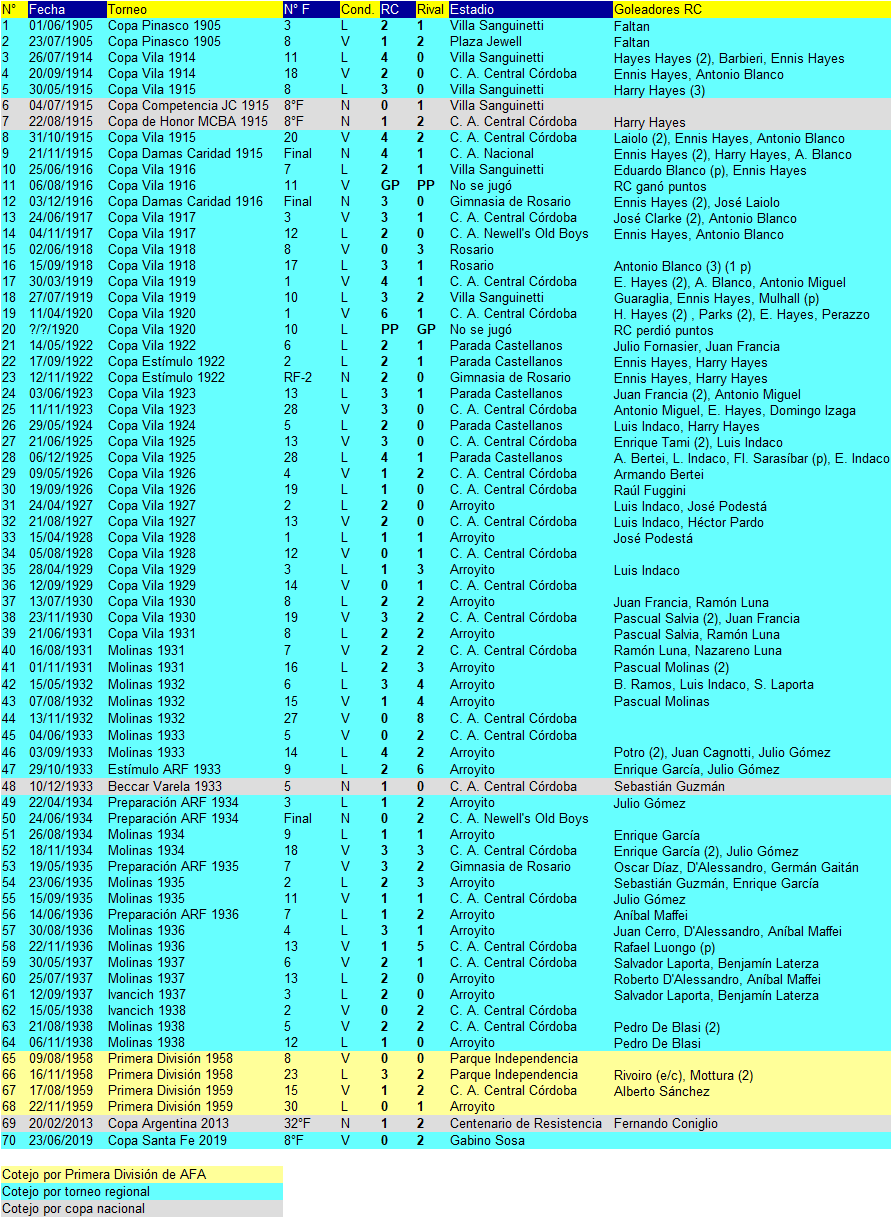 N° Fecha Torneo N° F Cond. RC Rival Estadio Goleadores RC
1 01/06/1905 Copa Pinasco 1905 3 L 2 1 Villa Sanguinetti Faltan
2 23/07/1905 Copa Pinasco 1905 8 V 1 2 Plaza Jewell Faltan
3 26/07/1914 Copa Vila 1914 11 L 4 0 Villa Sanguinetti Hayes Hayes (2), Barbieri, Ennis Hayes
4 20/09/1914 Copa Vila 1914 18 V 2 0 C. A. Central Córdoba Ennis Hayes, Antonio Blanco
5 30/05/1915 Copa Vila 1915 8 L 3 0 Villa Sanguinetti Harry Hayes (3)
6 04/07/1915 Copa Competencia JC 1915 8°F N 0 1 Villa Sanguinetti
7 22/08/1915 Copa de Honor MCBA 1915 8°F N 1 2 C. A. Central Córdoba Harry Hayes
8 31/10/1915 Copa Vila 1915 20 V 4 2 C. A. Central Córdoba Laiolo (2), Ennis Hayes, Antonio Blanco
9 21/11/1915 Copa Damas Caridad 1915 Final N 4 1 C. A. Nacional Ennis Hayes (2), Harry Hayes, A. Blanco
10 25/06/1916 Copa Vila 1916 7 L 2 1 Villa Sanguinetti Eduardo Blanco (p), Ennis Hayes
11 06/08/1916 Copa Vila 1916 11 V GP PP No se jugó RC ganó puntos
12 03/12/1916 Copa Damas Caridad 1916 Final N 3 0 Gimnasia de Rosario Ennis Hayes (2), José Laiolo
13 24/06/1917 Copa Vila 1917 3 V 3 1 C. A. Central Córdoba José Clarke (2), Antonio Blanco
14 04/11/1917 Copa Vila 1917 12 L 2 0 C. A. Newell's Old Boys Ennis Hayes, Antonio Blanco
15 02/06/1918 Copa Vila 1918 8 V 0 3 Rosario
16 15/09/1918 Copa Vila 1918 17 L 3 1 Rosario Antonio Blanco (3) (1 p)
17 30/03/1919 Copa Vila 1919 1 V 4 1 C. A. Central Córdoba E. Hayes (2), A. Blanco, Antonio Miguel
18 27/07/1919 Copa Vila 1919 10 L 3 2 Villa Sanguinetti Guaraglia, Ennis Hayes, Mulhall (p)
19 11/04/1920 Copa Vila 1920 1 V 6 1 C. A. Central Córdoba H. Hayes (2) , Parks (2), E. Hayes, Perazzo
20 ?/?/1920 Copa Vila 1920 10 L PP GP No se jugó RC perdió puntos
21 14/05/1922 Copa Vila 1922 6 L 2 1 Parada Castellanos Julio Fornasier, Juan Francia
22 17/09/1922 Copa Estímulo 1922 2 L 2 1 Parada Castellanos Ennis Hayes, Harry Hayes
23 12/11/1922 Copa Estímulo 1922 RF-2 N 2 0 Gimnasia de Rosario Ennis Hayes, Harry Hayes
24 03/06/1923 Copa Vila 1923 13 L 3 1 Parada Castellanos Juan Francia (2), Antonio Miguel
25 11/11/1923 Copa Vila 1923 28 V 3 0 C. A. Central Córdoba Antonio Miguel, E. Hayes, Domingo Izaga
26 29/05/1924 Copa Vila 1924 5 L 2 0 Parada Castellanos Luis Indaco, Harry Hayes
27 21/06/1925 Copa Vila 1925 13 V 3 0 C. A. Central Córdoba Enrique Tami (2), Luis Indaco
28 06/12/1925 Copa Vila 1925 28 L 4 1 Parada Castellanos A. Bertei, L. Indaco, Fl. Sarasíbar (p), E. Indaco
29 09/05/1926 Copa Vila 1926 4 V 1 2 C. A. Central Córdoba Armando Bertei
30 19/09/1926 Copa Vila 1926 19 L 1 0 C. A. Central Córdoba Raúl Fuggini
31 24/04/1927 Copa Vila 1927 2 L 2 0 Arroyito Luis Indaco, José Podestá
32 21/08/1927 Copa Vila 1927 13 V 2 0 C. A. Central Córdoba Luis Indaco, Héctor Pardo
33 15/04/1928 Copa Vila 1928 1 L 1 1 Arroyito José Podestá
34 05/08/1928 Copa Vila 1928 12 V 0 1 C. A. Central Córdoba
35 28/04/1929 Copa Vila 1929 3 L 1 3 Arroyito Luis Indaco
36 12/09/1929 Copa Vila 1929 14 V 0 1 C. A. Central Córdoba
37 13/07/1930 Copa Vila 1930 8 L 2 2 Arroyito Juan Francia, Ramón Luna
38 23/11/1930 Copa Vila 1930 19 V 3 2 C. A. Central Córdoba Pascual Salvia (2), Juan Francia
39 21/06/1931 Copa Vila 1931 8 L 2 2 Arroyito Pascual Salvia, Ramón Luna
40 16/08/1931 Molinas 1931 7 V 2 2 C. A. Central Córdoba Ramón Luna, Nazareno Luna
41 01/11/1931 Molinas 1931 16 L 2 3 Arroyito Pascual Molinas (2)
42 15/05/1932 Molinas 1932 6 L 3 4 Arroyito B. Ramos, Luis Indaco, S. Laporta
43 07/08/1932 Molinas 1932 15 V 1 4 Arroyito Pascual Molinas
44 13/11/1932 Molinas 1932 27 V 0 8 C. A. Central Córdoba
45 04/06/1933 Molinas 1933 5 V 0 2 C. A. Central Córdoba
46 03/09/1933 Molinas 1933 14 L 4 2 Arroyito Potro (2), Juan Cagnotti, Julio Gómez
47 29/10/1933 Estímulo ARF 1933 9 L 2 6 Arroyito Enrique García, Julio Gómez
48 10/12/1933 Beccar Varela 1933 5 N 1 0 C. A. Central Córdoba Sebastián Guzmán
49 22/04/1934 Preparación ARF 1934 3 L 1 2 Arroyito Julio Gómez
50 24/06/1934 Preparación ARF 1934 Final N 0 2 C. A. Newell's Old Boys
51 26/08/1934 Molinas 1934 9 L 1 1 Arroyito Enrique García
52 18/11/1934 Molinas 1934 18 V 3 3 C. A. Central Córdoba Enrique García (2), Julio Gómez
53 19/05/1935 Preparación ARF 1935 7 V 3 2 Gimnasia de Rosario Oscar Díaz, D'Alessandro, Germán Gaitán
54 23/06/1935 Molinas 1935 2 L 2 3 Arroyito Sebastián Guzmán, Enrique García
55 15/09/1935 Molinas 1935 11 V 1 1 C. A. Central Córdoba Julio Gómez
56 14/06/1936 Preparación ARF 1936 7 L 1 2 Arroyito Aníbal Maffei
57 30/08/1936 Molinas 1936 4 L 3 1 Arroyito Juan Cerro, D'Alessandro, Aníbal Maffei
58 22/11/1936 Molinas 1936 13 V 1 5 C. A. Central Córdoba Rafael Luongo (p)
59 30/05/1937 Molinas 1937 6 V 2 1 C. A. Central Córdoba Salvador Laporta, Benjamín Laterza
60 25/07/1937 Molinas 1937 13 L 2 0 Arroyito Roberto D'Alessandro, Aníbal Maffei
61 12/09/1937 Ivancich 1937 3 L 2 0 Arroyito Salvador Laporta, Benjamín Laterza
62 15/05/1938 Ivancich 1938 2 V 0 2 C. A. Central Córdoba
63 21/08/1938 Molinas 1938 5 V 2 2 C. A. Central Córdoba Pedro De Blasi (2)
64 06/11/1938 Molinas 1938 12 L 1 0 Arroyito Pedro De Blasi
65 09/08/1958 Primera División 1958 8 V 0 0 Parque Independencia
66 16/11/1958 Primera División 1958 23 L 3 2 Parque Independencia Rivoiro (e/c), Mottura (2)
67 17/08/1959 Primera División 1959 15 V 1 2 C. A. Central Córdoba Alberto Sánchez
68 22/11/1959 Primera División 1959 30 L 0 1 Arroyito
69 20/02/2013 Copa Argentina 2013 32°F N 1 2 Centenario de Resistencia Fernando Coniglio
70 23/06/2019 Copa Santa Fe 2019 8°F V 0 2 Gabino Sosa
Cotejo por Primera División de AFA
Cotejo por torneo regional
Cotejo por copa nacional